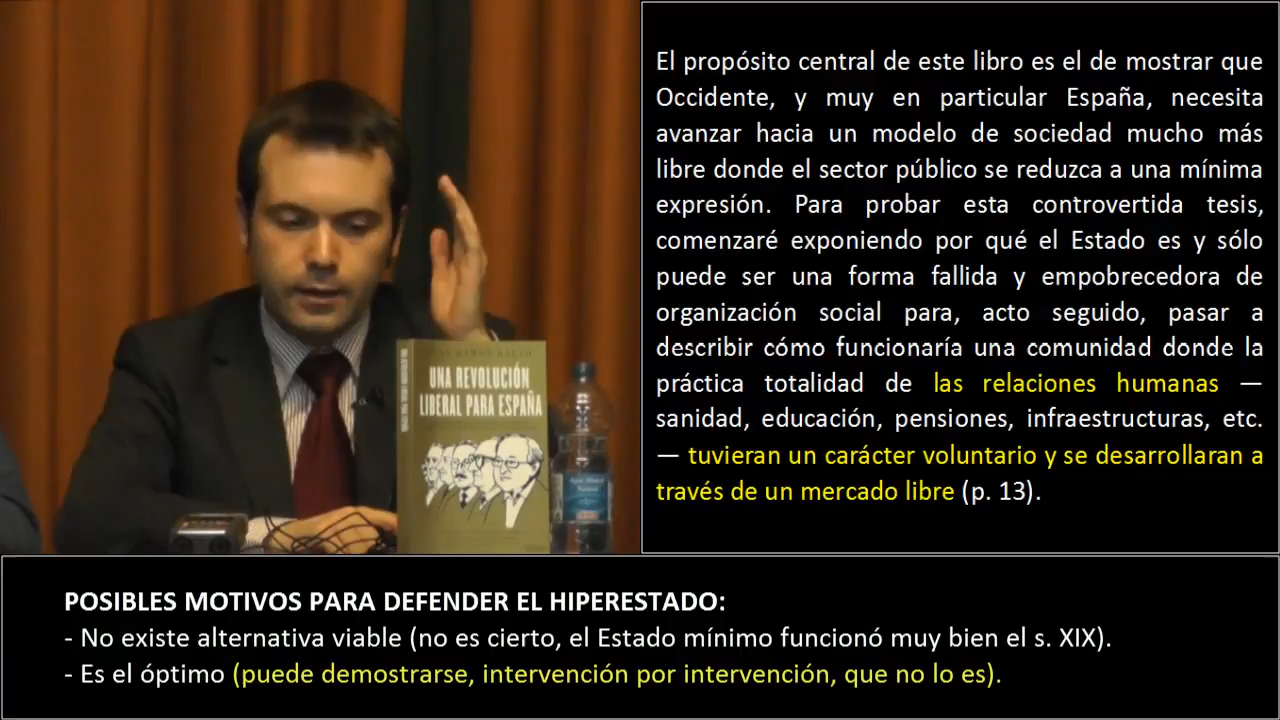 El propósito central de este libro es el de mostrar que
Occidente, y muy en particular España, necesita
avanzar hacia un modelo de sociedad mucho más
libre donde el sector público se reduzca a una mínima
expresión. Para probar esta controvertida tesis,
comenzaré exponiendo por qué el Estado es y sólo
puede ser una forma fallida y empobrecedora de
organización social para, acto seguido, pasar a
describir cómo funcionaría una comunidad donde la
práctica totalidad de las relaciones humanas —
sanidad, educación, pensiones, infraestructuras, etc.
— tuvieran un carácter voluntario y se desarrollaran a
través de un mercado libre (p. 13).
UNA REVOLUCIÓN
LIBERAL PARA ESPAÑA
POSIBLES MOTIVOS PARA DEFENDER EL HIPERESTADO:
- No existe alternativa viable (no es cierto, el Estado mínimo funcionó muy bien el s. XIX).
- Es el óptimo (puede demostrarse, intervención por intervención, que no lo es).